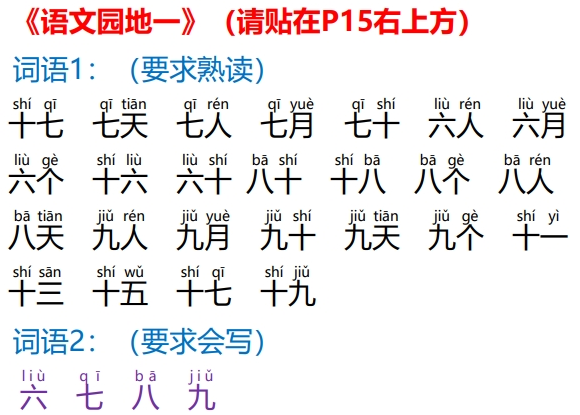 《语文园地一》（请贴在P15右上方）
词语1：（要求熟读）
shí qī qī tiān qī rén qī yuè qī shí liù rén liù yuè
十七 七天 七人 七月 七十 六人 六月
liù gè shí liù liù shí bā shí shí bā bā gè bā rén
六个 十六 六十 八十 十八 八个 八人
bā tiān jiǔ rén jiǔ yuè jiǔ shí jiǔ tiān jiǔ gè shí yì
八天 九人 九月 九十 九天 九个 十一
shí sān shí wǔ shí qī shí jiǔ
十三 十五 十七 十九
词语2：（要求会写）
liù qī bā jiǔ
六 七 八 九